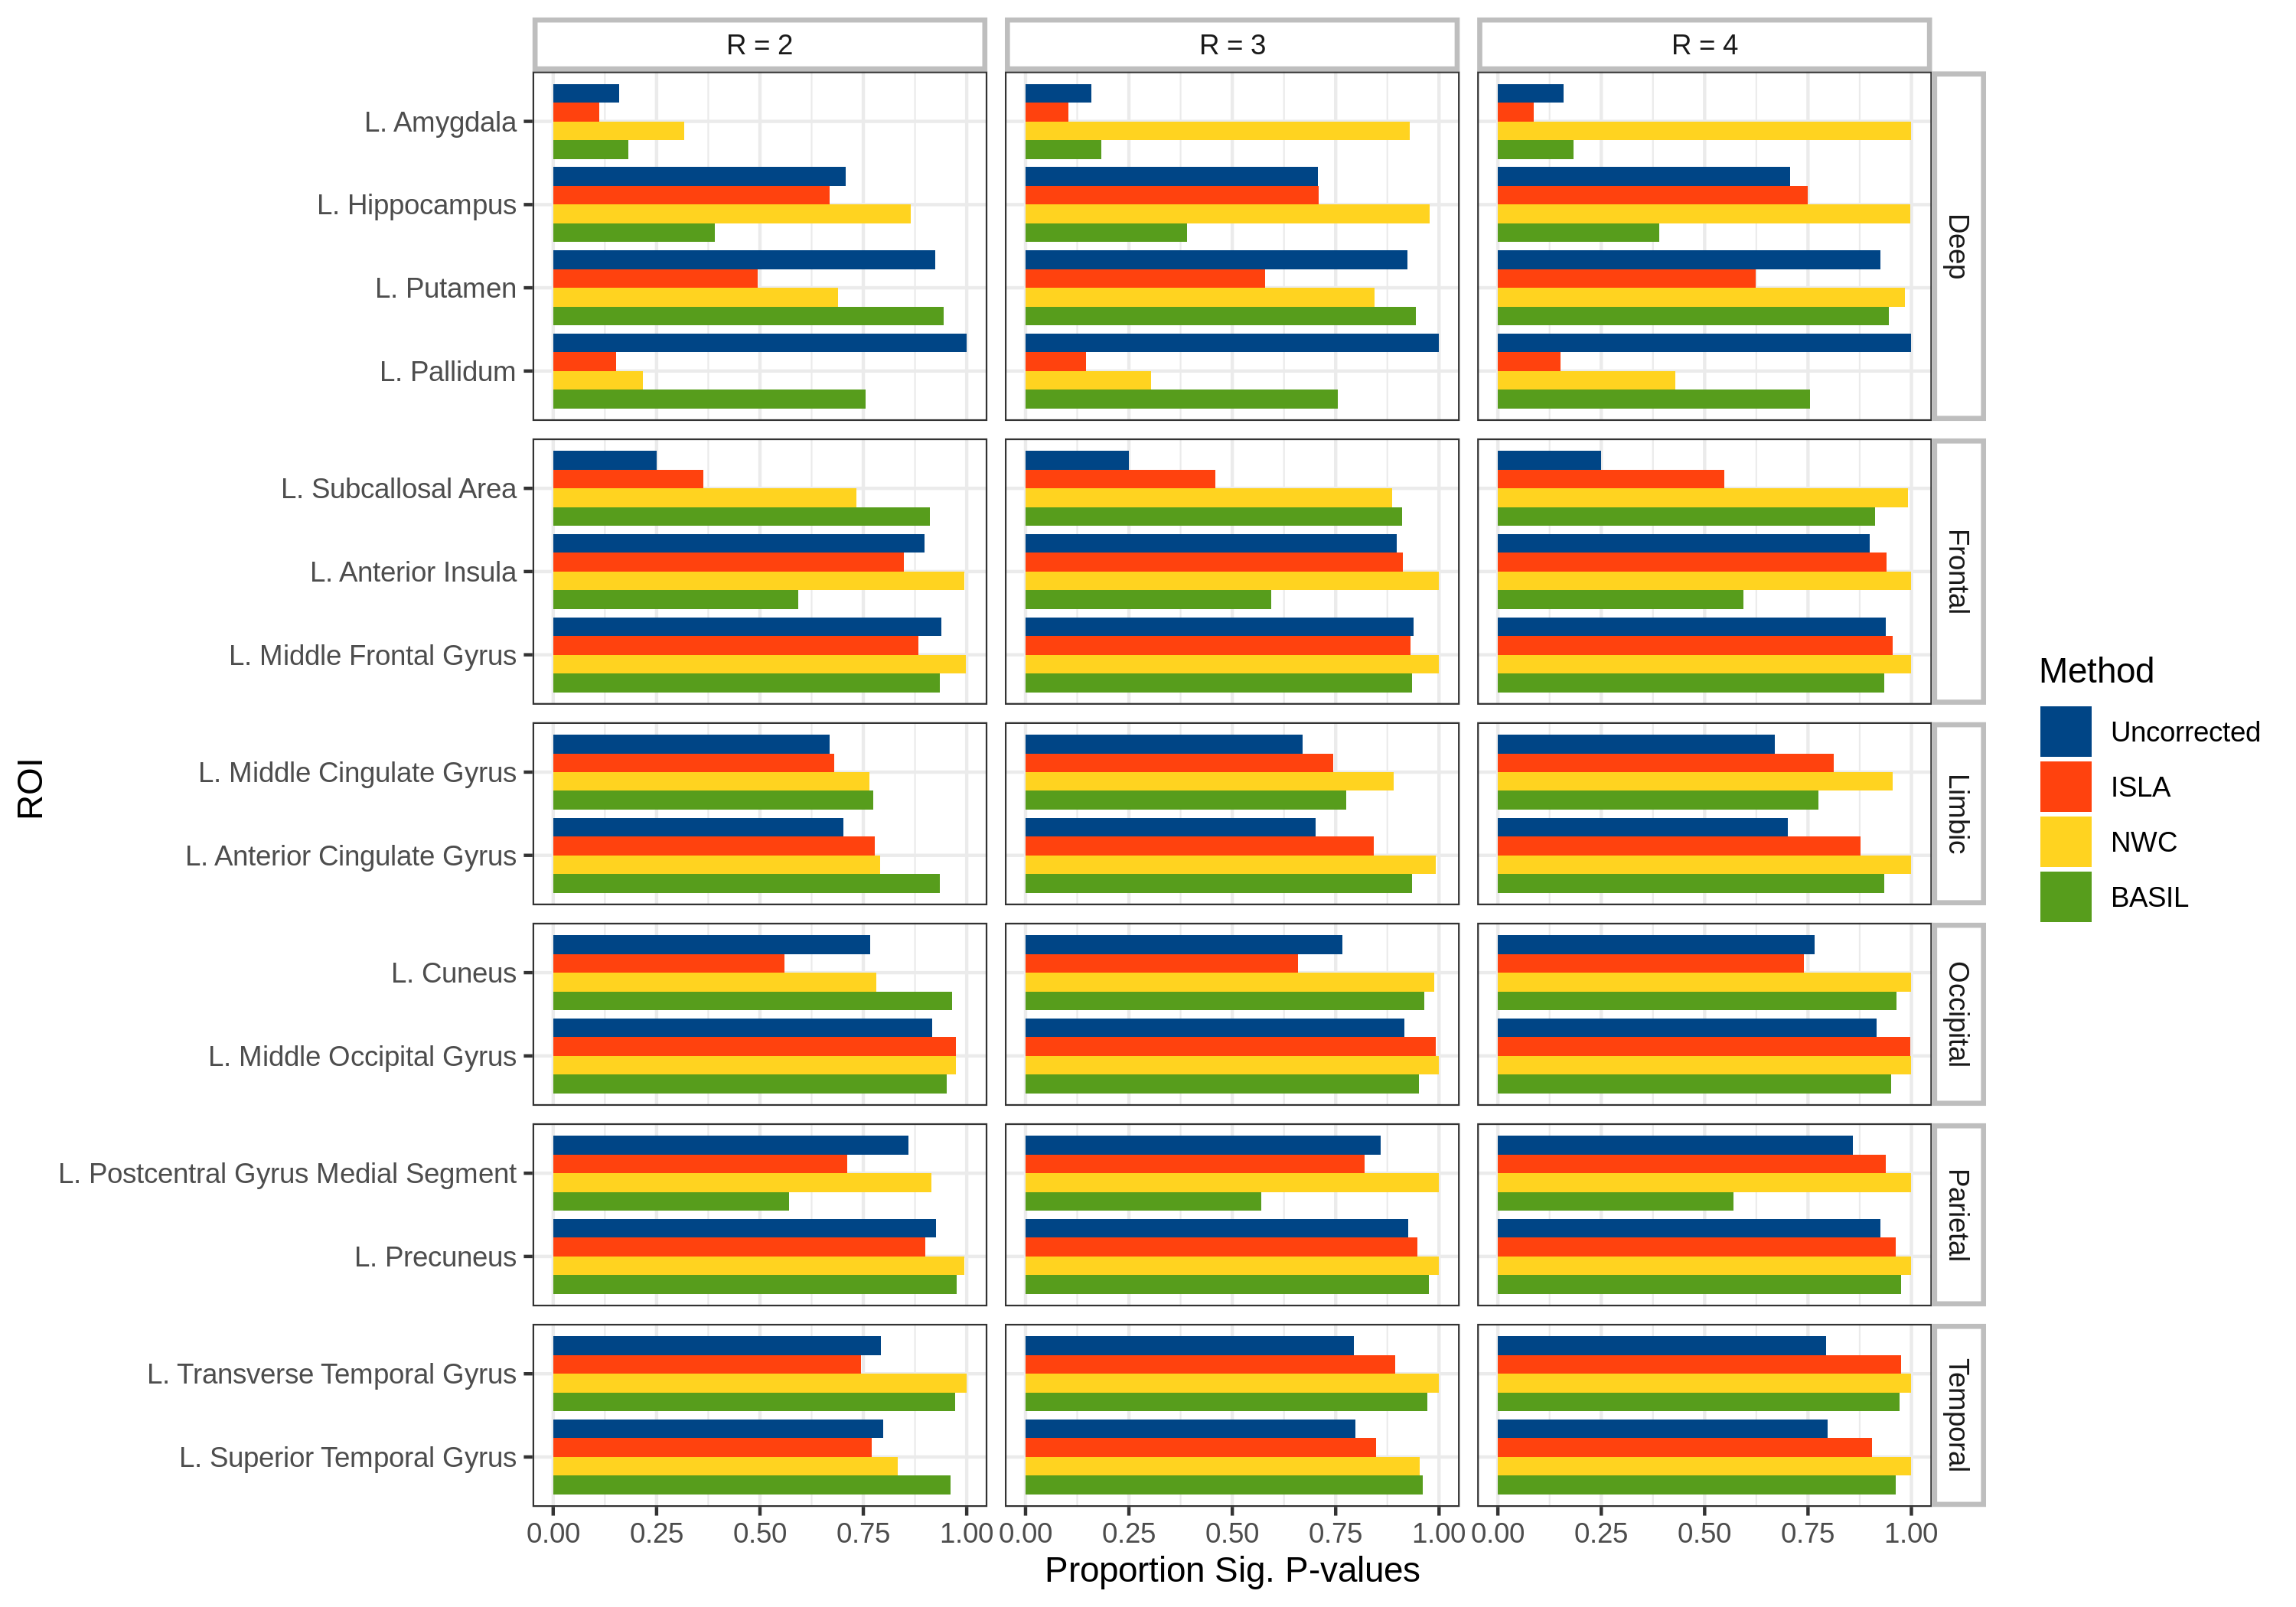 R = 2
R = 3
R = 4
L. Amygdala
L. Hippocampus
L. Putamen
L. Pallidum
Deep
L. Subcallosal Area
L. Anterior Insula
L. Middle Frontal Gyrus
Frontal
L. Middle Cingulate Gyrus
L. Anterior Cingulate Gyrus
Limbic
L. Cuneus
L. Middle Occipital Gyrus
Occipital
L. Postcentral Gyrus Medial Segment
L. Precuneus
Parietal
L. Transverse Temporal Gyrus
L. Superior Temporal Gyrus
Temporal
ROI
0.00 0.25 0.50 0.75 1.00
0.00 0.25 0.50 0.75 1.00
0.00 0.25 0.50 0.75 1.00
Proportion Sig. P-values
Method
Uncorrected
ISLA
NWC
BASIL